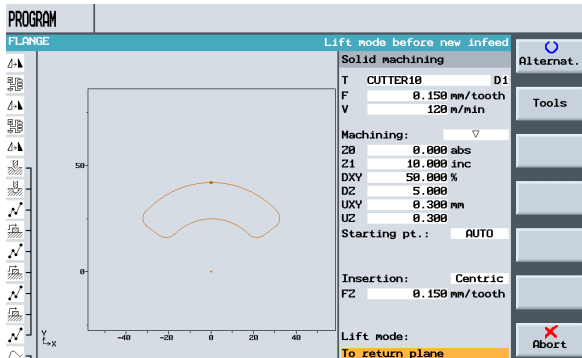 PROGRAM
FLANGE
Lift mode before new infeed
Alternat.
Solid machining
T CUTTER10 D1
F 0.150 mm/tooth
V 120 m/min
Tools
Machining: ▽
Z0 0.000 abs
Z1 10.000 inc
DXY 50.000 %
DZ 5.000
UXY 0.300 mm
UZ 0.300
Starting pt.: AUTO
Insertion: Centric
FZ 0.150 mm/tooth
Lift mode:
To return plane
Abort
50
0
-40 -20 0 20 40
Y
X